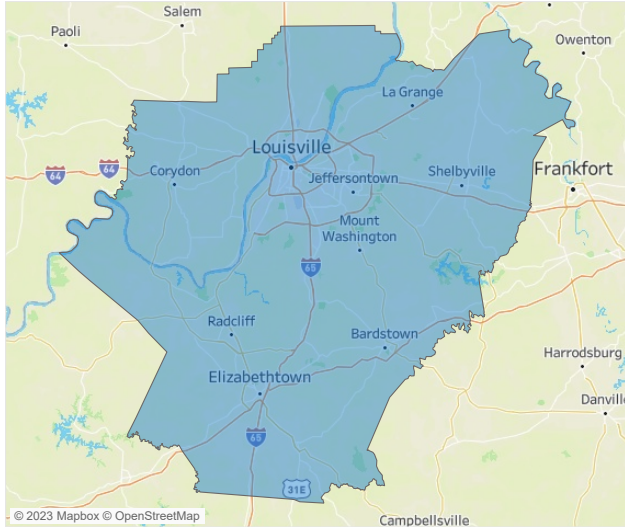 Salem
Paoli
Owenton
La Grange
Louisville
64
64
Corydon
Jeffersontown
Shelbyville
Frankfort
Mount
Washington
65
Radcliff
Bardstown
Harrodsburg
Elizabethtown
Danvil
65
31E
© 2023 Mapbox © OpenStreetMap
Campbellsville